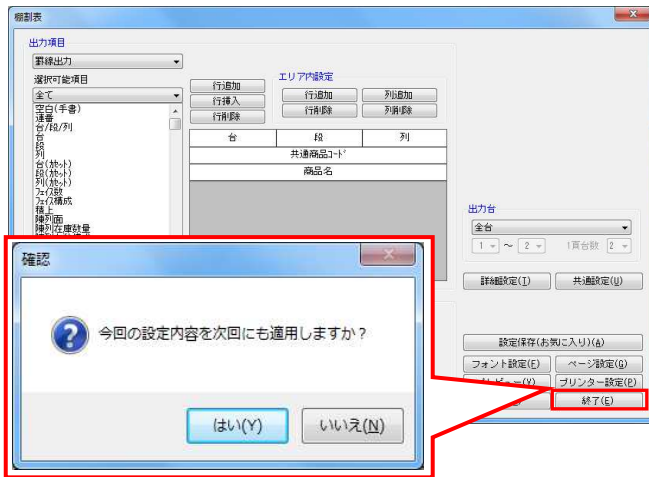 棚割表
出力項目
罫線出力
選択可能項目
全て
空白(手書)
連番
台/段/列
台
段
列
台(ｶｾｯﾄ)
段(ｶｾｯﾄ)
列(ｶｾｯﾄ)
ﾌｪｲｽ数
ﾌｪｲｽ構成
積上
陳列面
陳列在庫数量
行追加
行挿入
行削除
エリア内設定
行追加
列追加
行削除
列削除
台 段 列
共通商品ｺｰﾄﾞ
商品名
出力台
全台
1 ～ 2 1頁台数 2
詳細設定(I) 共通設定(U)
設定保存(お気に入り)(A)
フォント設定(F) ページ設定(G)
プリンター設定(P)
終了(E)
確認
今回の設定内容を次回にも適用しますか？
はい(Y) いいえ(N)